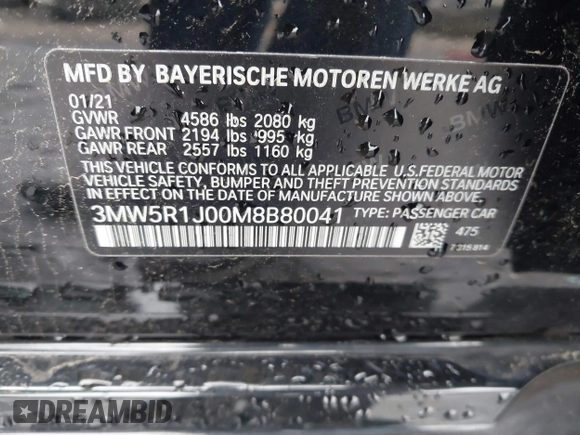 MFD BY BAYERISCHE MOTOREN WERKE AG
01/21
GVWR 4586 lbs 2080 kg
GAWR FRONT 2194 lbs 995 kg
GAWR REAR 2557 lbs 1160 kg
THIS VEHICLE CONFORMS TO ALL APPLICABLE U.S.FEDERAL MOTOR
VEHICLE SAFETY, BUMPER AND THEFT PREVENTION STANDARDS
IN EFFECT ON THE DATE OF MANUFACTURE SHOWN ABOVE.
3MW5R1J00M8B80041 TYPE: PASSENGER CAR
475
7315814
DREAMBID